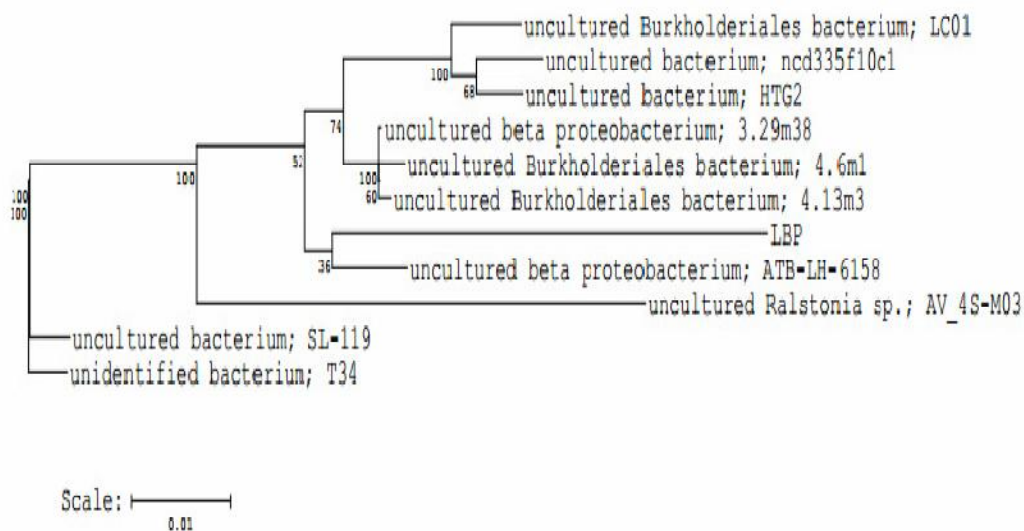 uncultured Burkholderiales bacterium; LC01
uncultured bacterium; ncd335f10c1
100
68
uncultured bacterium; HTG2
74
uncultured beta proteobacterium; 3.29m38
uncultured Burkholderiales bacterium; 4.6m1
100
100
60
uncultured Burkholderiales bacterium; 4.13m3
100
100
LBP
36
uncultured beta proteobacterium; ATB-LH-6158
uncultured Ralstonia sp.; AV_4S-M03
uncultured bacterium; SL-119
unidentified bacterium; T34
Scale:
0.01